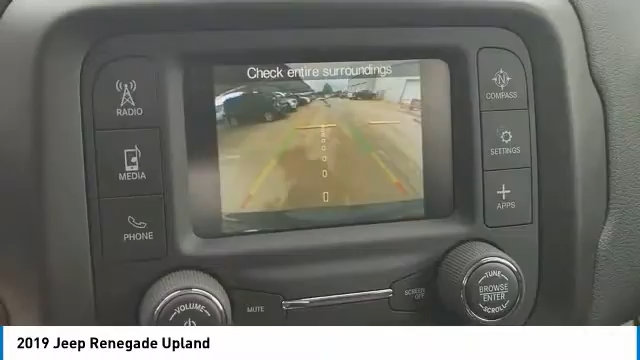 Check entire surroundings
RADIO
MEDIA
PHONE
COMPASS
SETTINGS
APPS
VOLUME
MUTE
SCREEN
OFF
TUNE
BROWSE
ENTER
SCROLL
2019 Jeep Renegade Upland